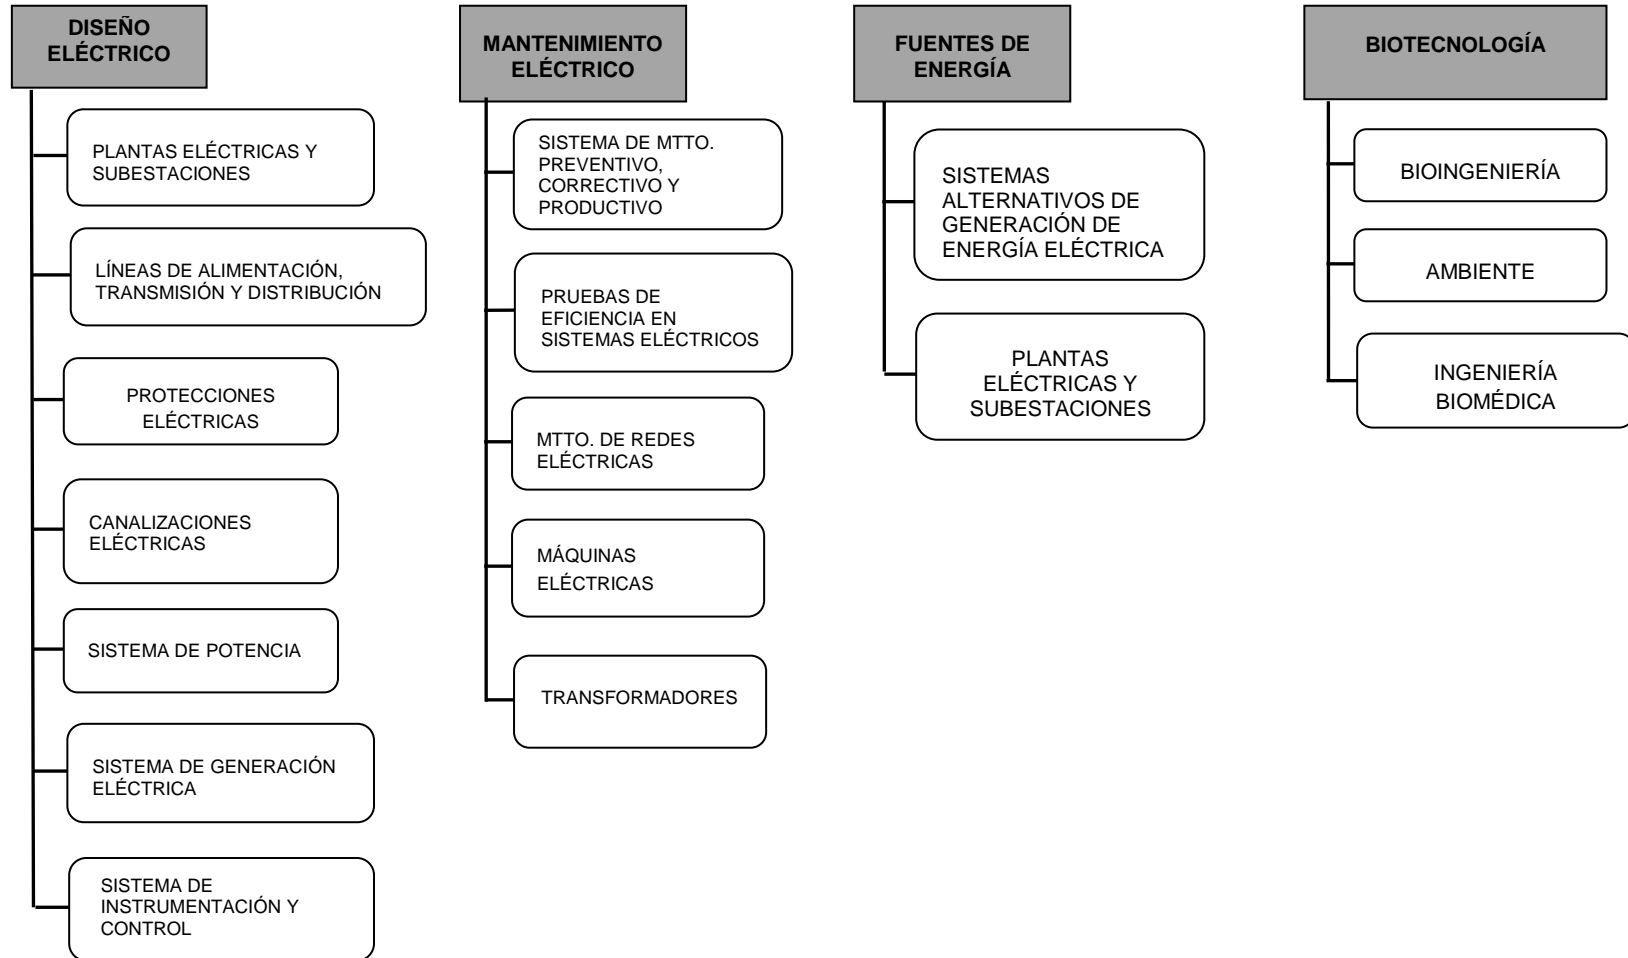 DISEÑO
ELÉCTRICO
PLANTAS ELÉCTRICAS Y
SUBESTACIONES
LÍNEAS DE ALIMENTACIÓN,
TRANSMISIÓN Y DISTRIBUCIÓN
PROTECCIONES
ELÉCTRICAS
CANALIZACIONES
ELÉCTRICAS
SISTEMA DE POTENCIA
SISTEMA DE GENERACIÓN
ELÉCTRICA
SISTEMA DE
INSTRUMENTACIÓN Y
CONTROL
MANTENIMIENTO
ELÉCTRICO
SISTEMA DE MTTO.
PREVENTIVO,
CORRECTIVO Y
PRODUCTIVO
PRUEBAS DE
EFICIENCIA EN
SISTEMAS ELÉCTRICOS
MTTO. DE REDES
ELÉCTRICAS
MÁQUINAS
ELÉCTRICAS
TRANSFORMADORES
FUENTES DE
ENERGÍA
SISTEMAS
ALTERNATIVOS DE
GENERACIÓN DE
ENERGÍA ELÉCTRICA
PLANTAS
ELÉCTRICAS Y
SUBESTACIONES
BIOTECNOLOGÍA
BIOINGENIERÍA
AMBIENTE
INGENIERÍA
BIOMÉDICA